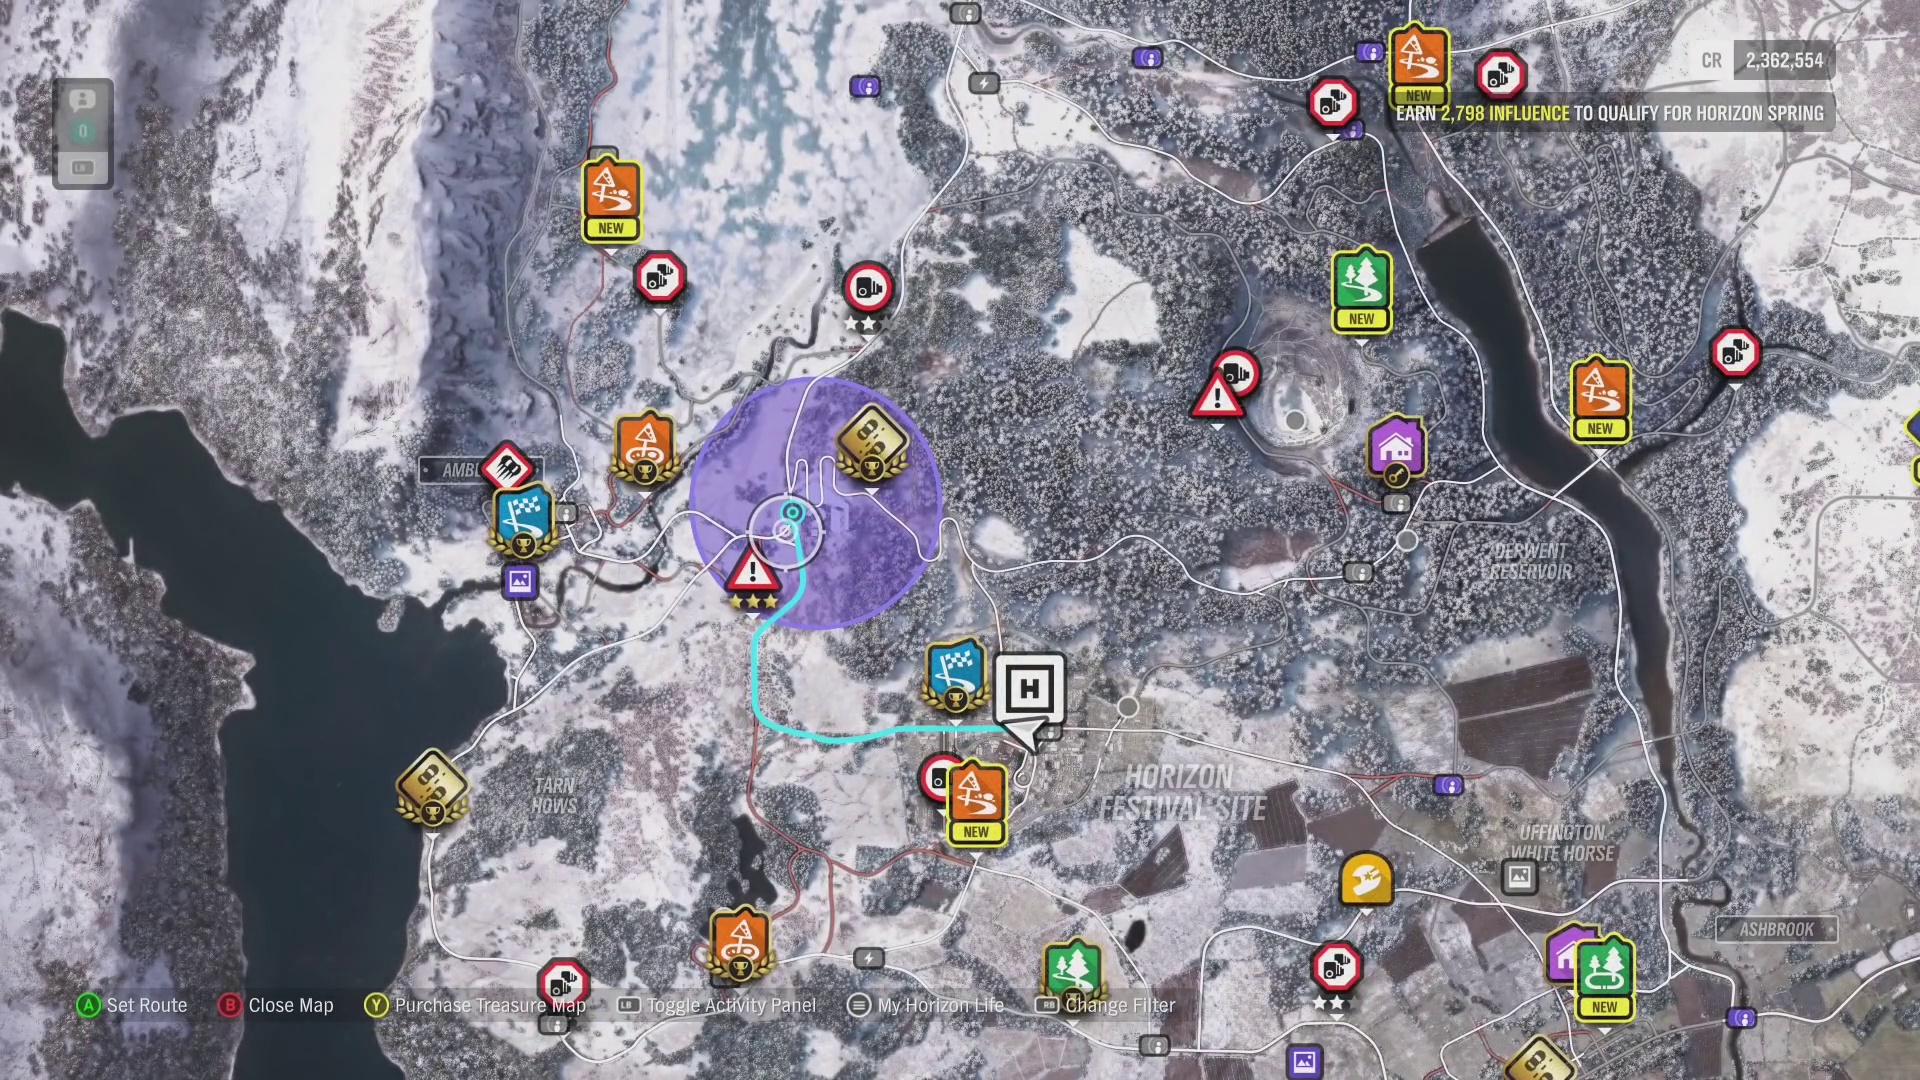 CR 2,362,554
NEW
EARN 2,798 INFLUENCE TO QUALIFY FOR HORIZON SPRING
NEW
NEW
NEW
DERWENT
RESERVOIR
TARN
HOWS
HORIZON
FESTIVAL SITE
NEW
UFFINGTON
WHITE HORSE
ASHBROOK
A Set Route
B Close Map
Y Purchase Treasure Map
LB Toggle Activity Panel
My Horizon Life
RB Change Filter
NEW